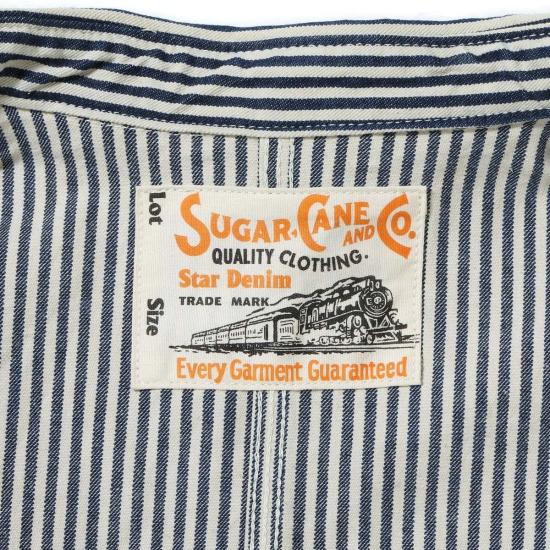 SUGAR CANE AND CO.
QUALITY CLOTHING.
Star Denim
TRADE MARK
Every Garment Guaranteed
Lot
Size